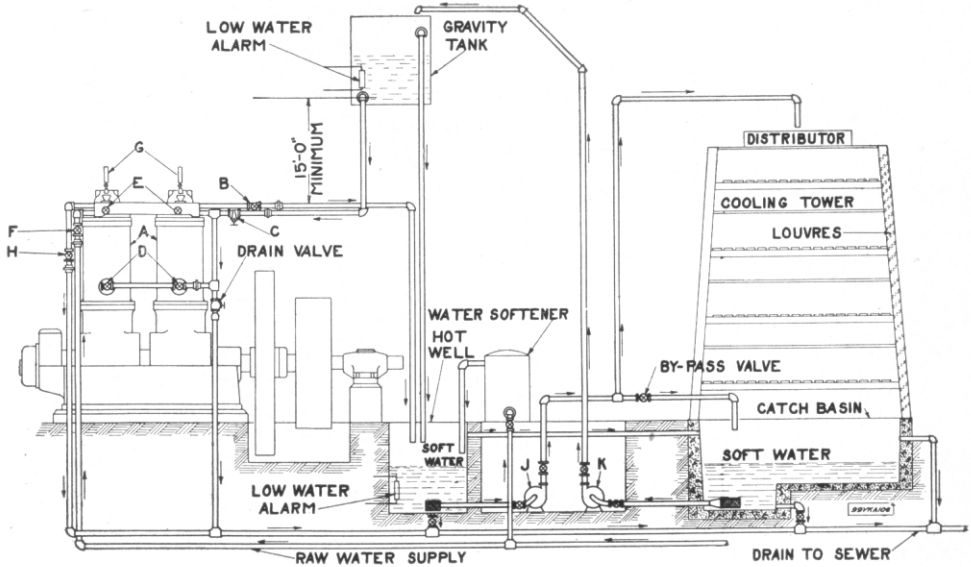 LOW WATER
ALARM
GRAVITY
TANK
15'-0"
MINIMUM
DISTRIBUTOR
COOLING TOWER
LOUVRES
G
E
B
F
A
C
H
D
DRAIN VALVE
WATER SOFTENER
HOT
WELL
BY-PASS VALVE
CATCH BASIN
SOFT
WATER
SOFT WATER
J
K
LOW WATER
ALARM
RAW WATER SUPPLY
DRAIN TO SEWER